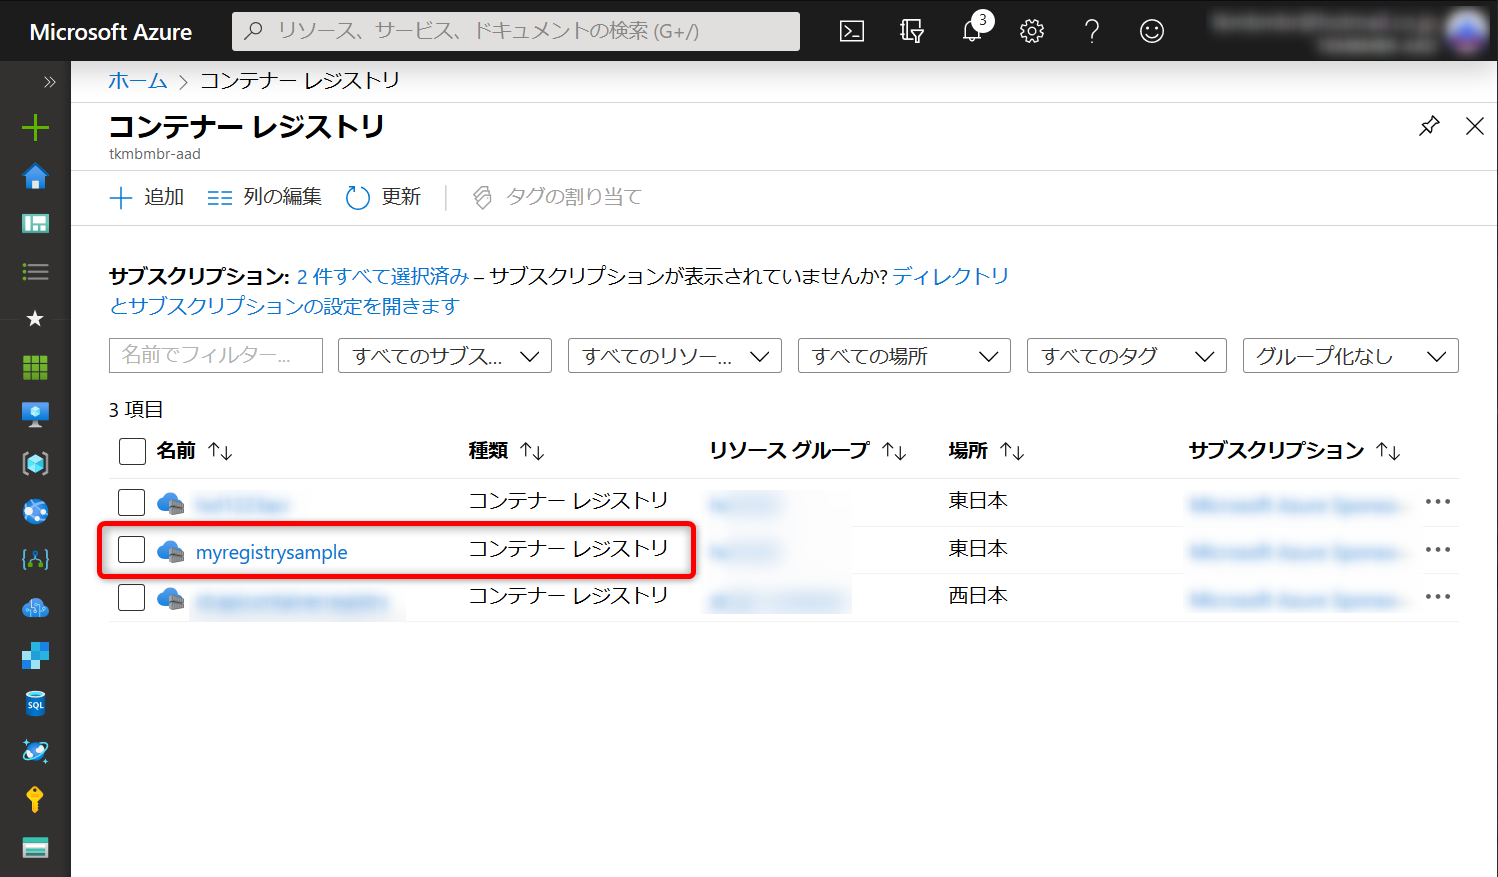 Microsoft Azure
リソース、サービス、ドキュメントの検索 (G+/)
3
ホーム > コンテナー レジストリ
コンテナー レジストリ
tkmbmbr-aad
追加 列の編集 更新 タグの割り当て
サブスクリプション: 2 件すべて選択済み – サブスクリプションが表示されていませんか? ディレクトリ
とサブスクリプションの設定を開きます
名前でフィルター... すべてのサブス... すべてのリソー... すべての場所 すべてのタグ グループ化なし
3 項目
名前 種類 リソース グループ 場所 サブスクリプション
コンテナー レジストリ 東日本
myregistrysample コンテナー レジストリ 東日本
コンテナー レジストリ 西日本
SQL